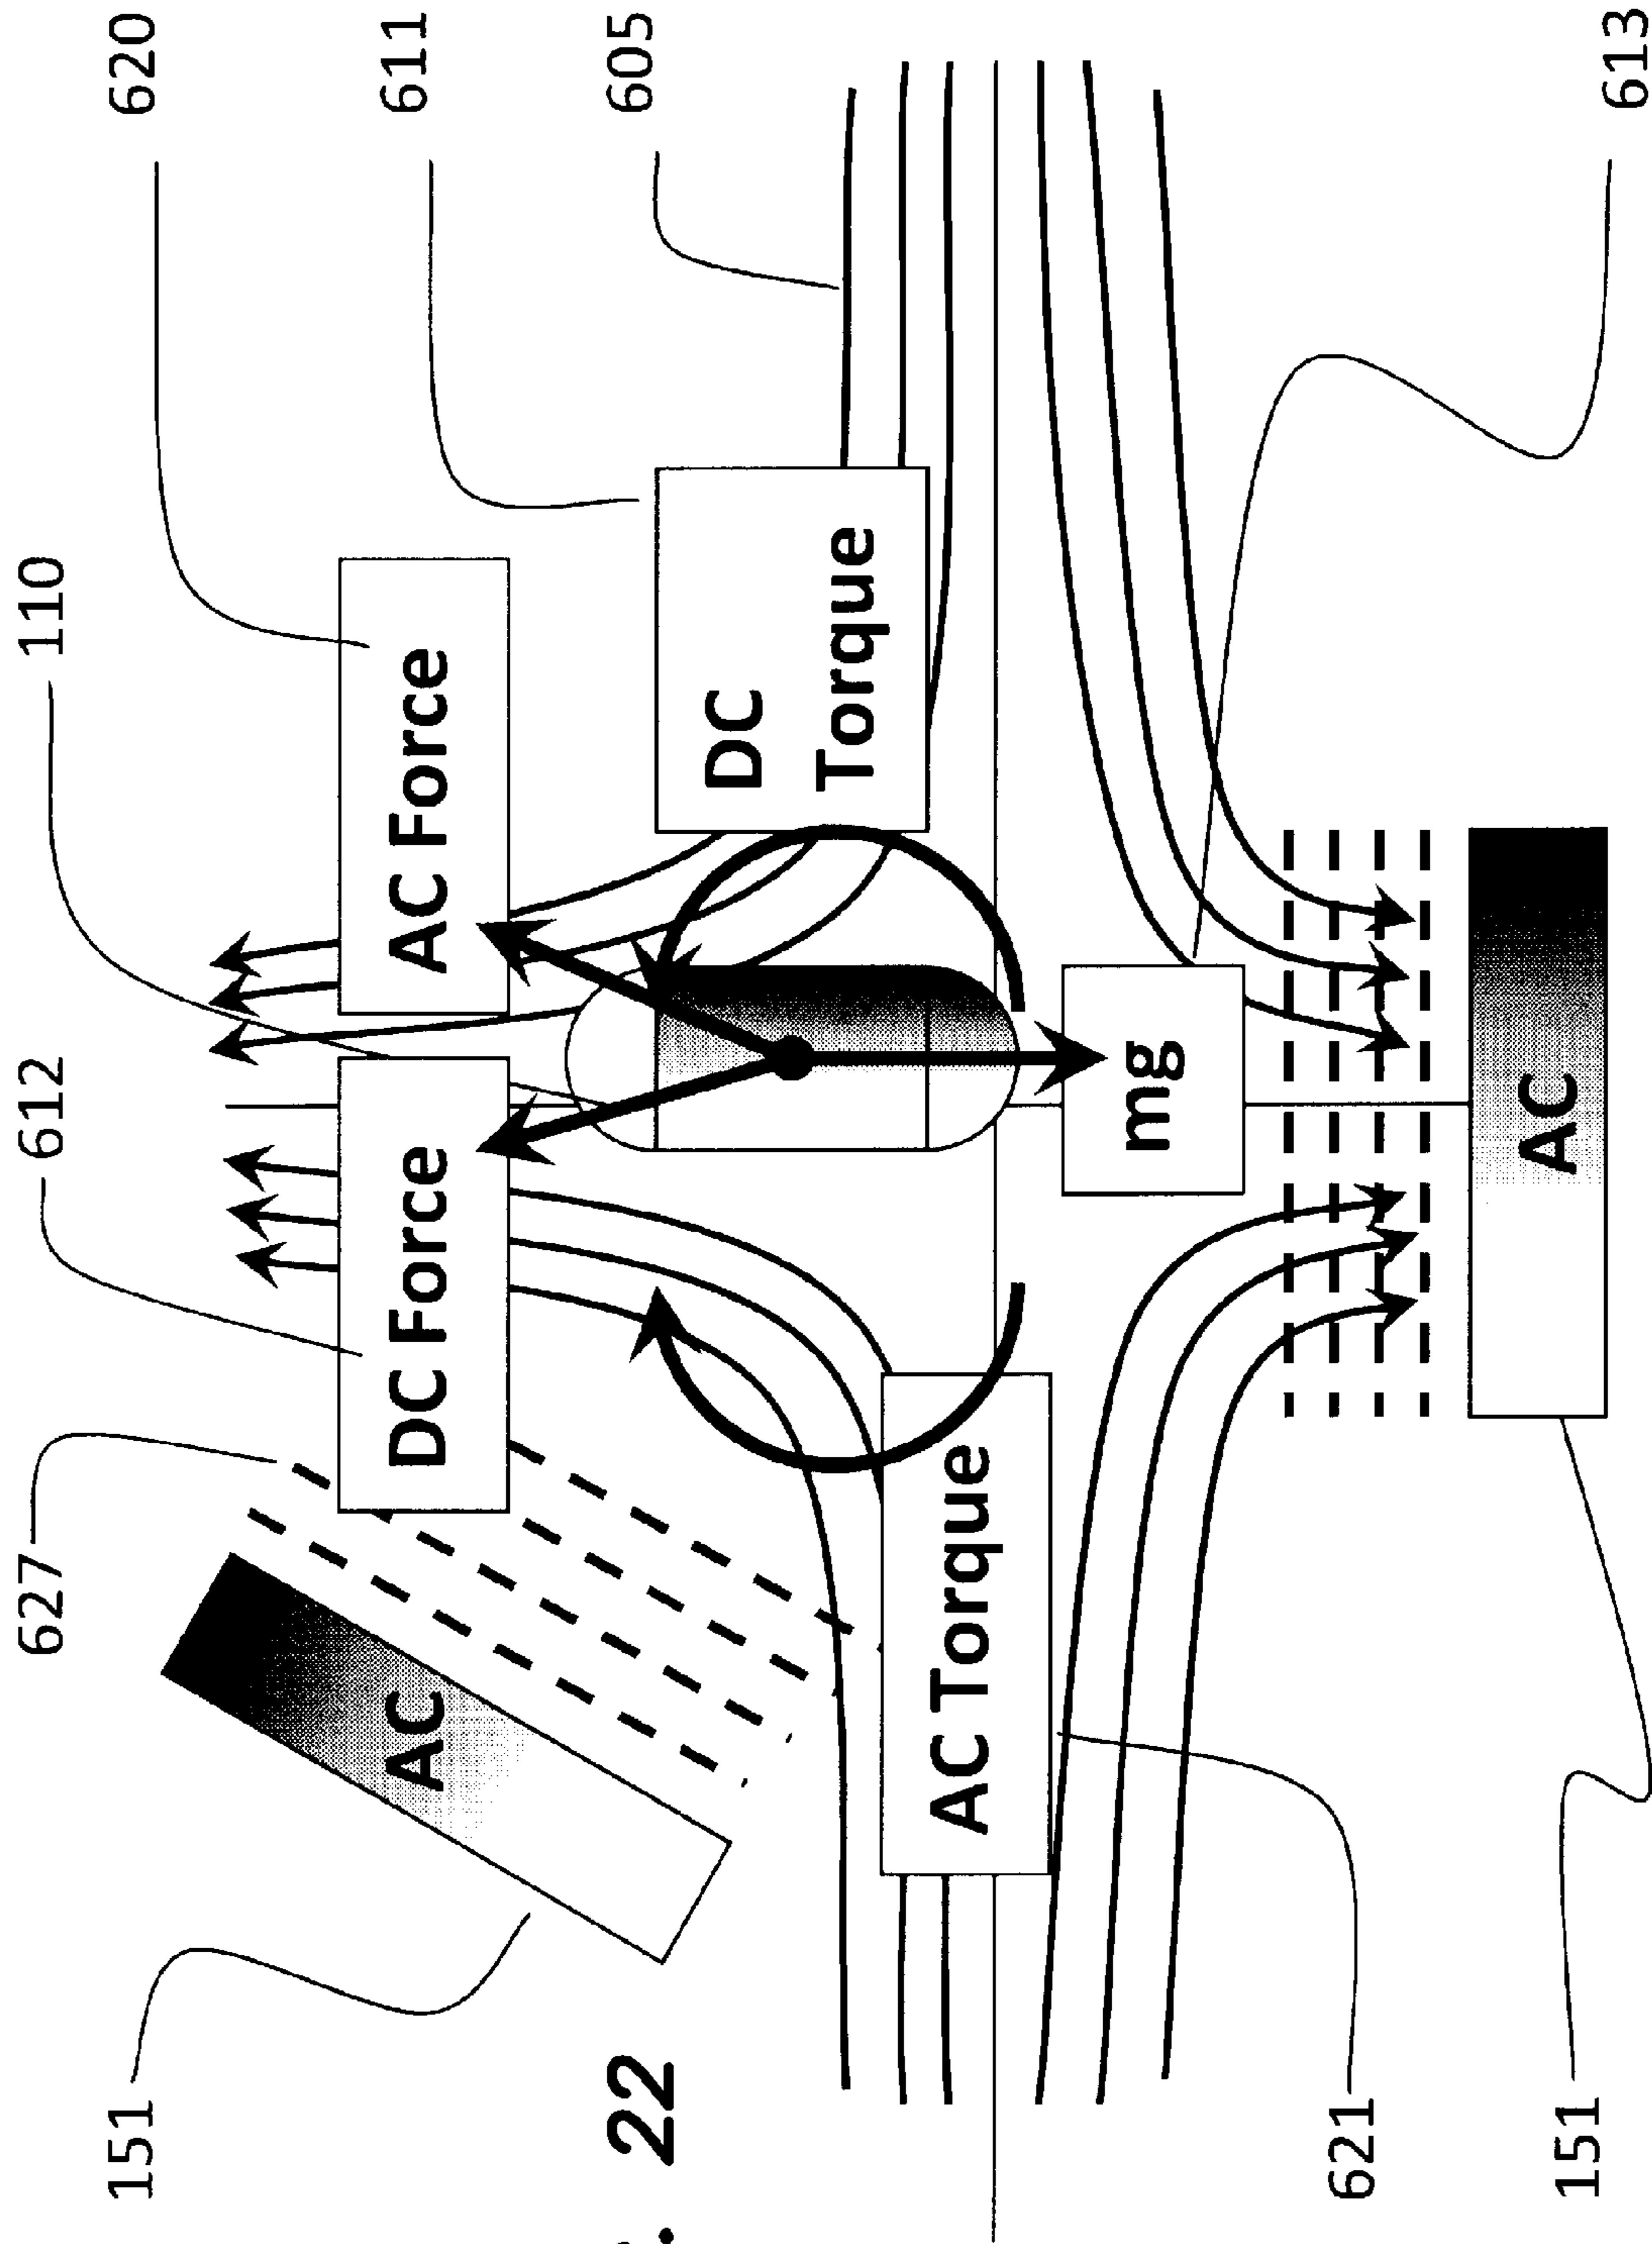 627
612
110
151
620
611
AC
DC Force
AC Force
. 22
605
DC
Torque
AC Torque
mg
621
AC
151
613